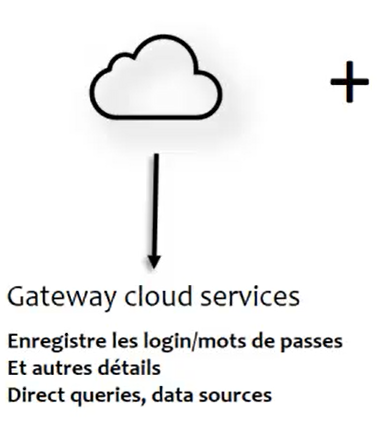 +
Gateway cloud services
Enregistre les login/mots de passes
Et autres détails
Direct queries, data sources